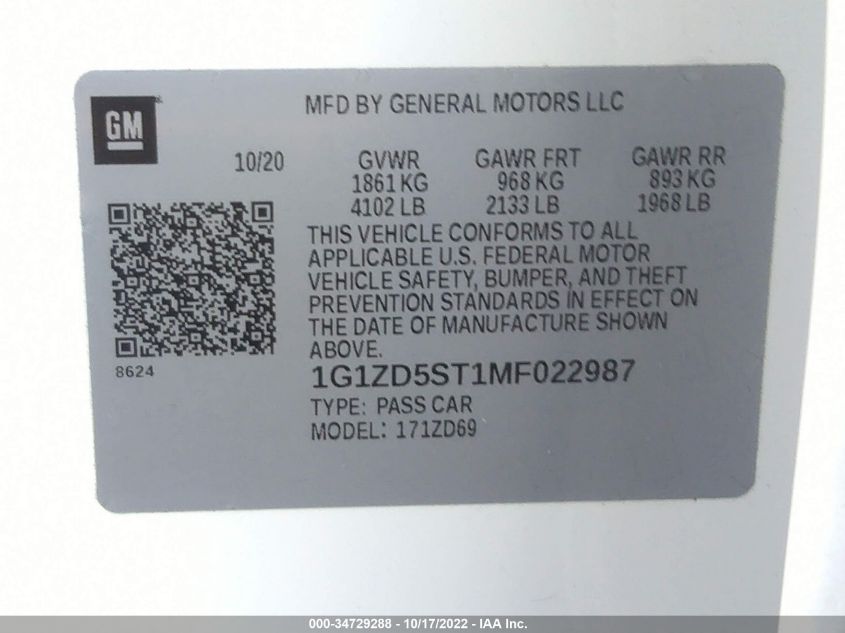 MFD BY GENERAL MOTORS LLC
GM
10/20 GVWR GAWR FRT GAWR RR
1861 KG 968 KG 893 KG
4102 LB 2133 LB 1968 LB
THIS VEHICLE CONFORMS TO ALL
APPLICABLE U.S. FEDERAL MOTOR
VEHICLE SAFETY, BUMPER, AND THEFT
PREVENTION STANDARDS IN EFFECT ON
THE DATE OF MANUFACTURE SHOWN
ABOVE.
8624
1G1ZD5ST1MF022987
TYPE: PASS CAR
MODEL: 171ZD69
000-34729288 - 10/17/2022 - IAA Inc.